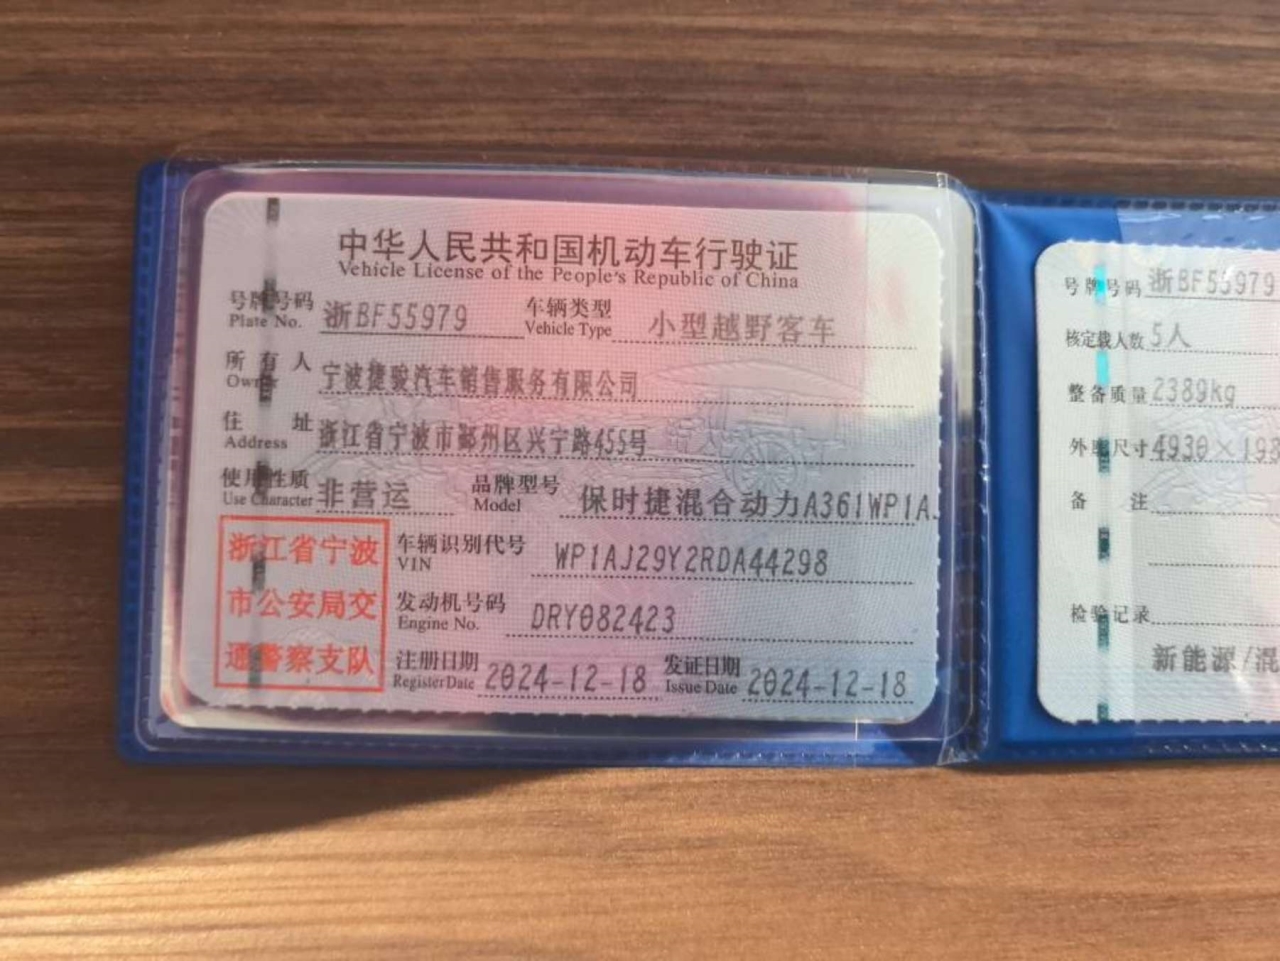 中华人民共和国机动车行驶证
Vehicle License of the People's Republic of China
号牌号码 浙BF55979 车辆类型 小型越野客车
Plate No. Vehicle Type
所有人 宁波捷骏汽车销售服务有限公司
Owner
住址 浙江省宁波市鄞州区兴宁路455号
Address
使用性质 非营运 品牌型号 保时捷混合动力A361WP1A
Use Character Model
浙江省宁波
市公安局交
通警察支队
车辆识别代号 WP1AJ29Y2RDA44298
VIN
发动机号码 DRY082423
Engine No.
注册日期 2024-12-18 发证日期 2024-12-18
Register Date Issue Date
号牌号码 浙BF55979
核定载人数 5人
整备质量 2389kg
外廓尺寸 4930×193
备注
检验记录
新能源/混